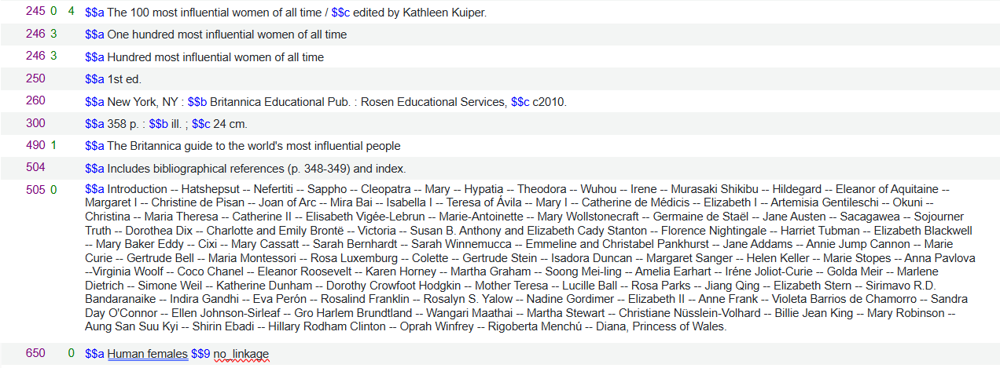 245 0 4 $$a The 100 most influential women of all time / $$c edited by Kathleen Kuiper.
246 3 $$a One hundred most influential women of all time
246 3 $$a Hundred most influential women of all time
250 $$a 1st ed.
260 $$a New York, NY : $$b Britannica Educational Pub. : Rosen Educational Services, $$c c2010.
300 $$a 358 p. : $$b ill. ; $$c 24 cm.
490 1 $$a The Britannica guide to the world's most influential people
504 $$a Includes bibliographical references (p. 348-349) and index.
505 0 $$a Introduction -- Hatshepsut -- Nefertiti -- Sappho -- Cleopatra -- Mary -- Hypatia -- Theodora -- Wuhou -- Irene -- Murasaki Shikibu -- Hildegard -- Eleanor of Aquitaine --
Margaret I -- Christine de Pisan -- Joan of Arc -- Mira Bai -- Isabella I -- Teresa of Ávila -- Mary I -- Catherine de Médicis -- Elizabeth I -- Artemisia Gentileschi -- Okuni --
Christina -- Maria Theresa -- Catherine II -- Elisabeth Vigée-Lebrun -- Marie-Antoinette -- Mary Wollstonecraft -- Germaine de Staël -- Jane Austen -- Sacagawea -- Sojourner
Truth -- Dorothea Dix -- Charlotte and Emily Brontë -- Victoria -- Susan B. Anthony and Elizabeth Cady Stanton -- Florence Nightingale -- Harriet Tubman -- Elizabeth Blackwell
-- Mary Baker Eddy -- Cixi -- Mary Cassatt -- Sarah Bernhardt -- Sarah Winnemucca -- Emmeline and Christabel Pankhurst -- Jane Addams -- Annie Jump Cannon -- Marie
Curie -- Gertrude Bell -- Maria Montessori -- Rosa Luxemburg -- Colette -- Gertrude Stein -- Isadora Duncan -- Margaret Sanger -- Helen Keller -- Marie Stopes -- Anna Pavlova
--Virginia Woolf -- Coco Chanel -- Eleanor Roosevelt -- Karen Horney -- Martha Graham -- Soong Mei-ling -- Amelia Earhart -- Iréne Joliot-Curie -- Golda Meir -- Marlene
Dietrich -- Simone Weil -- Katherine Dunham -- Dorothy Crowfoot Hodgkin -- Mother Teresa -- Lucille Ball -- Rosa Parks -- Jiang Qing -- Elizabeth Stern -- Sirimavo R.D.
Bandaranaike -- Indira Gandhi -- Eva Perón -- Rosalind Franklin -- Rosalyn S. Yalow -- Nadine Gordimer -- Elizabeth II -- Anne Frank -- Violeta Barrios de Chamorro -- Sandra
Day O'Connor -- Ellen Johnson-Sirleaf -- Gro Harlem Brundtland -- Wangari Maathai -- Martha Stewart -- Christiane Nüsslein-Volhard -- Billie Jean King -- Mary Robinson --
Aung San Suu Kyi -- Shirin Ebadi -- Hillary Rodham Clinton -- Oprah Winfrey -- Rigoberta Menchú -- Diana, Princess of Wales.
650 0 $$a Human females $$9 no_linkage